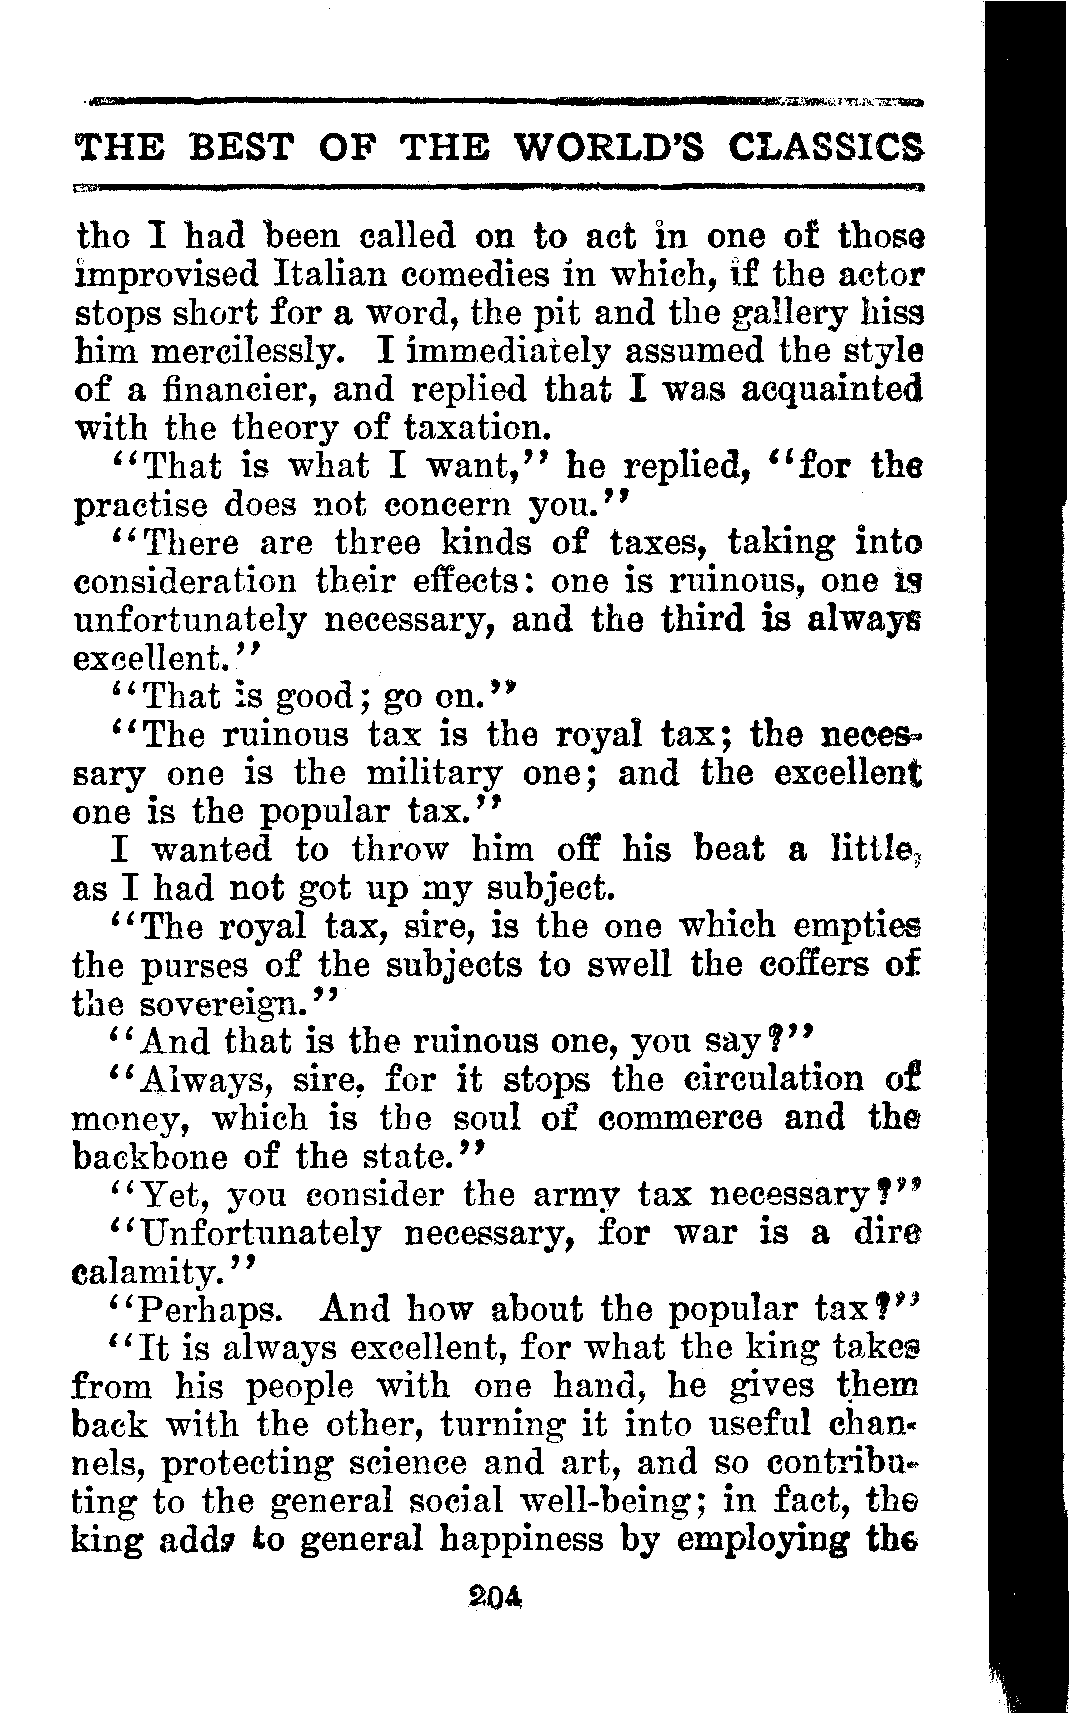 THE BEST OF THE WORLD'S CLASSICS
tho I had been called on to act in one of those
improvised Italian comedies in which, if the actor
stops short for a word, the pit and the gallery hiss
him mercilessly. I immediately assumed the style
of a financier, and replied that I was acquainted
with the theory of taxation.
"That is what I want," he replied, "for the
practise does not concern you."
"There are three kinds of taxes, taking into
consideration their effects: one is ruinous, one is
unfortunately necessary, and the third is always
excellent."
"That is good; go on."
"The ruinous tax is the royal tax; the neces-
sary one is the military one; and the excellent
one is the popular tax."
I wanted to throw him off his beat a little,
as I had not got up my subject.
"The royal tax, sire, is the one which empties
the purses of the subjects to swell the coffers of
the sovereign."
"And that is the ruinous one, you say?"
"Always, sire, for it stops the circulation of
money, which is the soul of commerce and the
backbone of the state."
"Yet, you consider the army tax necessary?"
"Unfortunately necessary, for war is a dire
calamity."
"Perhaps. And how about the popular tax?"
"It is always excellent, for what the king takes
from his people with one hand, he gives them
back with the other, turning it into useful chan-
nels, protecting science and art, and so contribu-
ting to the general social well-being; in fact, the
king adds to general happiness by employing the
204